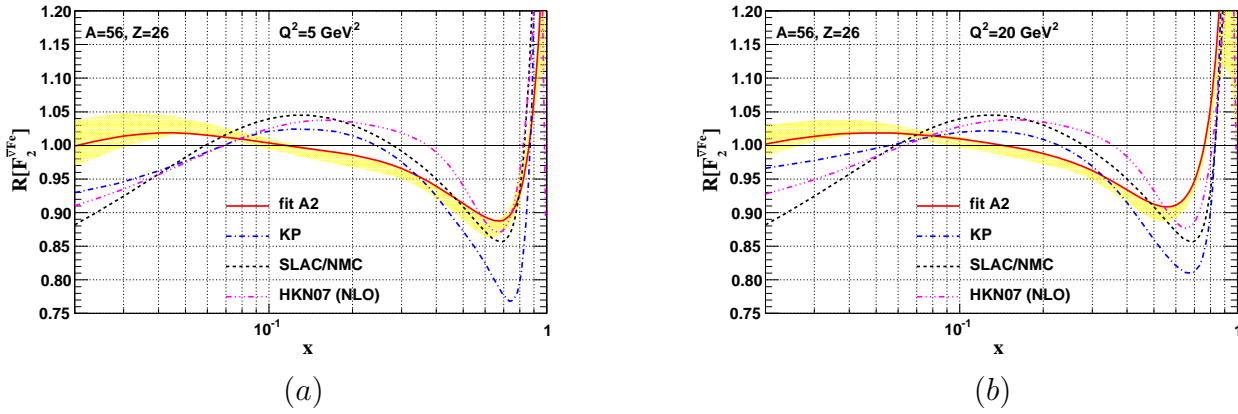 1.20
1.15
1.10
1.05
1.00
0.95
0.90
0.85
0.80
0.75
R[F₂^ν̅Fe]
A=56, Z=26
Q²=5 GeV²
fit A2
KP
SLAC/NMC
HKN07 (NLO)
10⁻¹
1
x
(a)
1.20
1.15
1.10
1.05
1.00
0.95
0.90
0.85
0.80
0.75
R[F₂^ν̅Fe]
A=56, Z=26
Q²=20 GeV²
fit A2
KP
SLAC/NMC
HKN07 (NLO)
10⁻¹
1
x
(b)